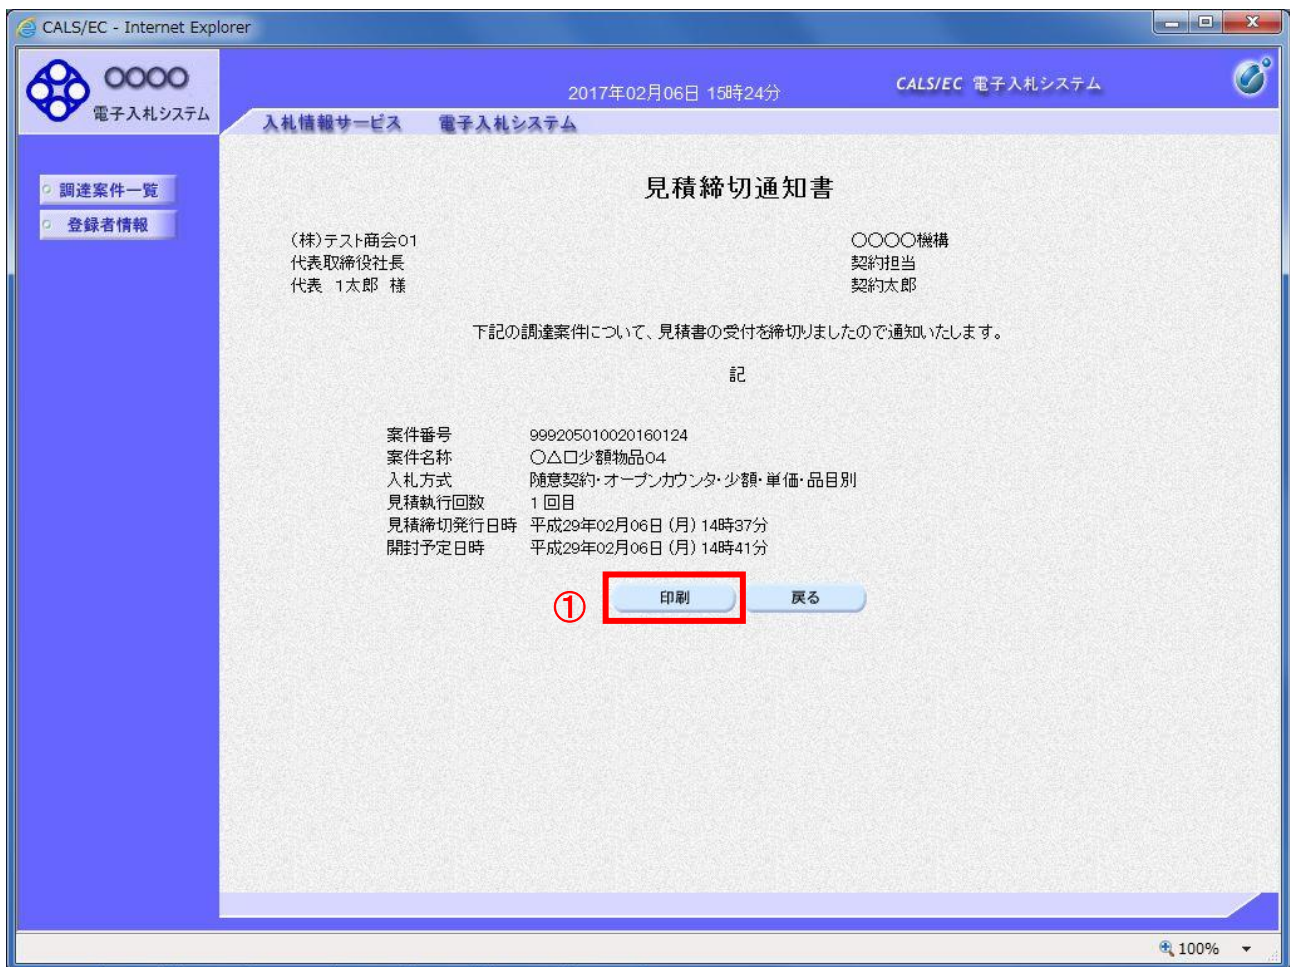 CALS/EC - Internet Explorer
〇〇〇〇
電子入札システム
2017年02月06日 15時24分
CALS/EC 電子入札システム
入札情報サービス 電子入札システム
調達案件一覧
登録者情報
見積締切通知書
(株)テスト商会01
代表取締役社長
代表 1太郎 様
〇〇〇〇機構
契約担当
契約太郎
下記の調達案件について、見積書の受付を締切りましたので通知いたします。
記
案件番号 999205010020160124
案件名称 〇△口少額物品04
入札方式 随意契約・オープンカウンタ・少額・単価・品目別
見積執行回数 1回目
見積締切発行日時 平成29年02月06日(月)14時37分
開封予定日時 平成29年02月06日(月)14時41分
① 印刷 戻る
100%